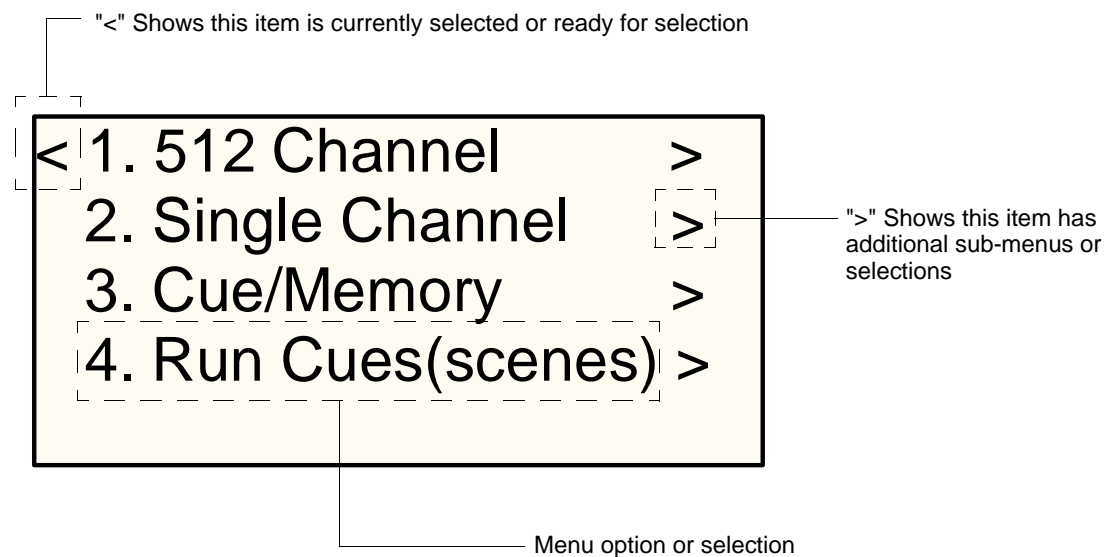 "<" Shows this item is currently selected or ready for selection
< 1. 512 Channel >
2. Single Channel >
3. Cue/Memory >
4. Run Cues(scenes) >
">" Shows this item has
additional sub-menus or
selections
Menu option or selection